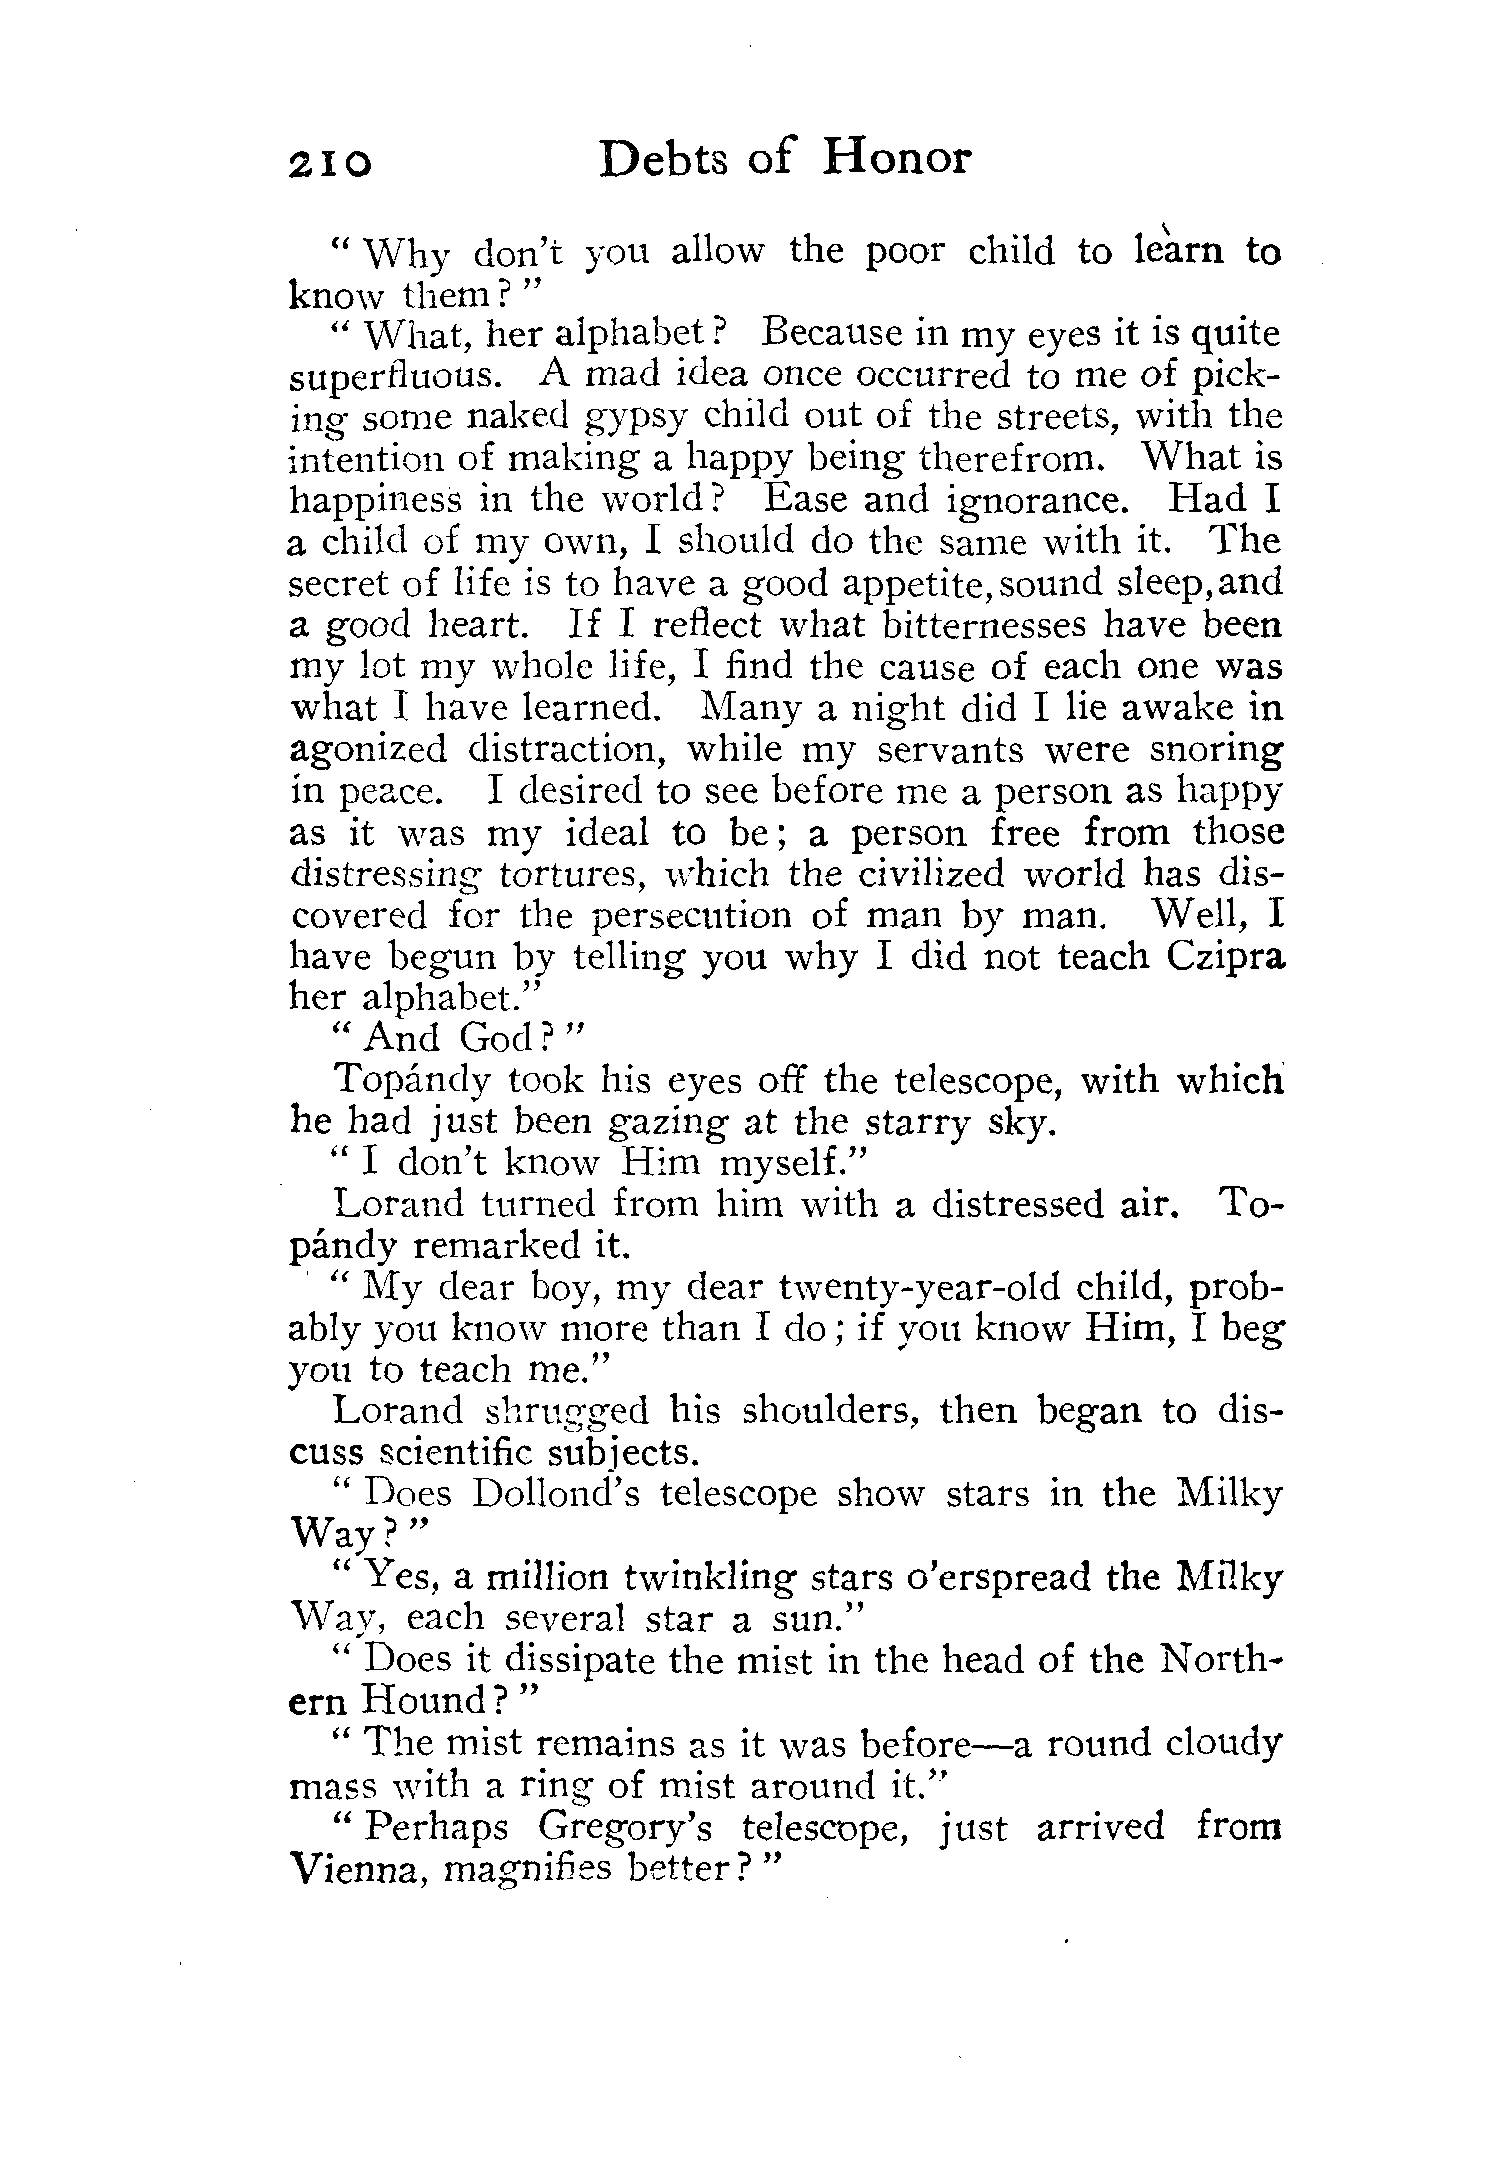 210 Debts of Honor
" Why don't you allow the poor child to learn to
know them? "
" What, her alphabet? Because in my eyes it is quite
superfluous. A mad idea once occurred to me of pick-
ing some naked gypsy child out of the streets, with the
intention of making a happy being therefrom. What is
happiness in the world? Ease and ignorance. Had I
a child of my own, I should do the same with it. The
secret of life is to have a good appetite, sound sleep, and
a good heart. If I reflect what bitternesses have been
my lot my whole life, I find the cause of each one was
what I have learned. Many a night did I lie awake in
agonized distraction, while my servants were snoring
in peace. I desired to see before me a person as happy
as it was my ideal to be; a person free from those
distressing tortures, which the civilized world has dis-
covered for the persecution of man by man. Well, I
have begun by telling you why I did not teach Czipra
her alphabet."
" And God? "
Topándy took his eyes off the telescope, with which
he had just been gazing at the starry sky.
" I don't know Him myself."
Lorand turned from him with a distressed air. To-
pándy remarked it.
" My dear boy, my dear twenty-year-old child, prob-
ably you know more than I do; if you know Him, I beg
you to teach me."
Lorand shrugged his shoulders, then began to dis-
cuss scientific subjects.
" Does Dollond's telescope show stars in the Milky
Way? "
" Yes, a million twinkling stars o'erspread the Milky
Way, each several star a sun."
" Does it dissipate the mist in the head of the North-
ern Hound? "
" The mist remains as it was before—a round cloudy
mass with a ring of mist around it."
" Perhaps Gregory's telescope, just arrived from
Vienna, magnifies better? "